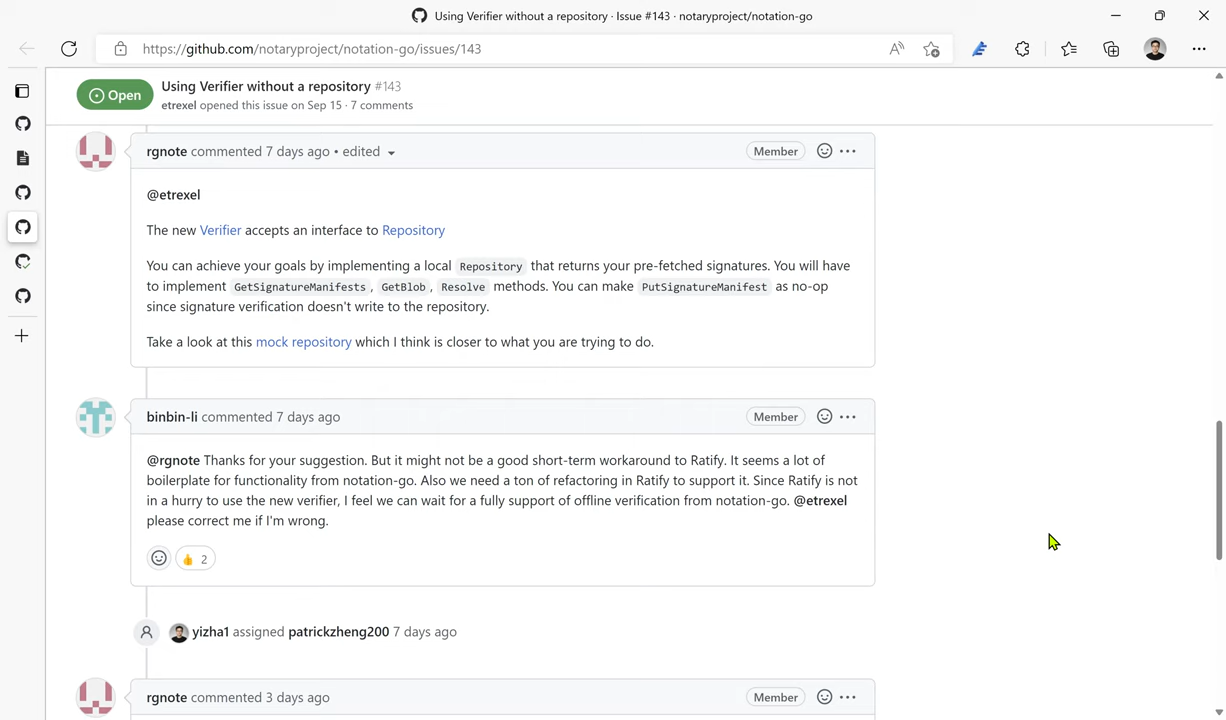 Using Verifier without a repository · Issue #143 · notaryproject/notation-go
https://github.com/notaryproject/notation-go/issues/143
Open
Using Verifier without a repository #143
etrexel opened this issue on Sep 15 · 7 comments
rgnote commented 7 days ago • edited
Member
@etrexel
The new Verifier accepts an interface to Repository
You can achieve your goals by implementing a local Repository that returns your pre-fetched signatures. You will have
to implement GetSignatureManifests, GetBlob, Resolve methods. You can make PutSignatureManifest as no-op
since signature verification doesn't write to the repository.
Take a look at this mock repository which I think is closer to what you are trying to do.
binbin-li commented 7 days ago
Member
@rgnote Thanks for your suggestion. But it might not be a good short-term workaround to Ratify. It seems a lot of
boilerplate for functionality from notation-go. Also we need a ton of refactoring in Ratify to support it. Since Ratify is not
in a hurry to use the new verifier, I feel we can wait for a fully support of offline verification from notation-go. @etrexel
please correct me if I'm wrong.
👍 2
yizha1 assigned patrickzheng200 7 days ago
rgnote commented 3 days ago
Member